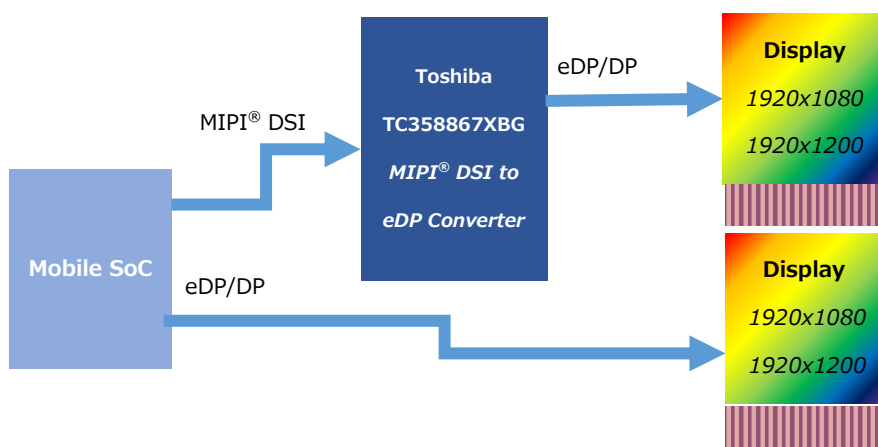 Mobile SoC
MIPI® DSI
Toshiba
TC358867XBG
MIPI® DSI to
eDP Converter
eDP/DP
Display
1920x1080
1920x1200
eDP/DP
Display
1920x1080
1920x1200